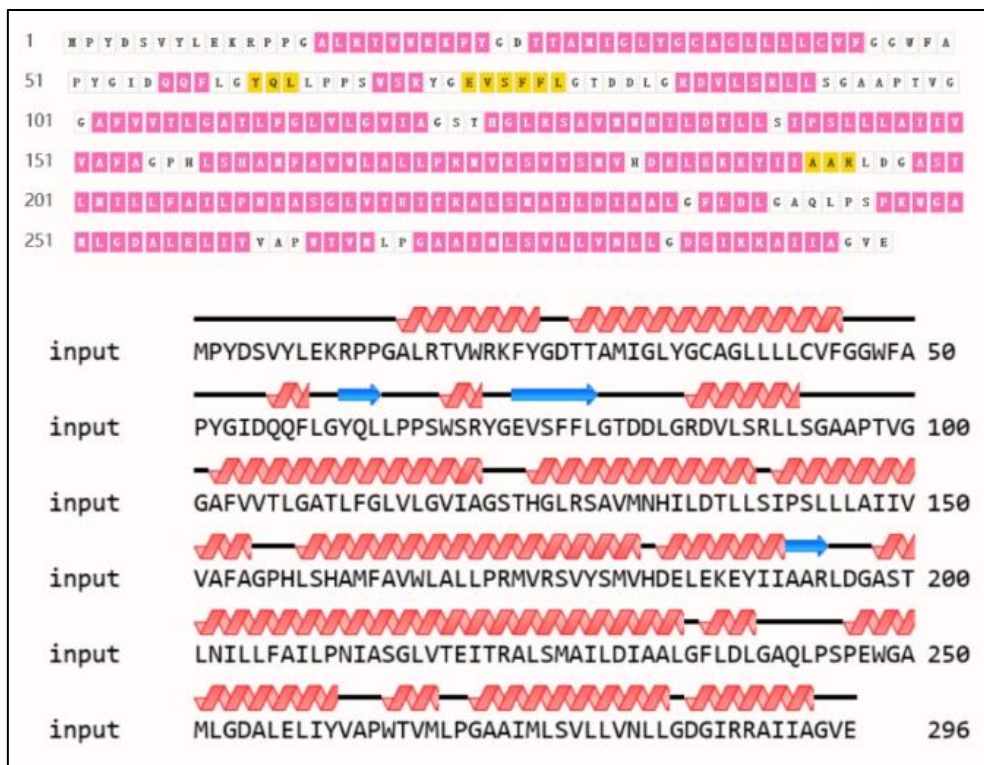 1 MPYDSVYLEKRPPGALRTVWRKFYGDTTAMIGLYGCAGLLLLCVFGGWFA
51 PYGIDQQFLGYQLLPPSWSRYGEVSFFLGTDDLGRDVLSRLLSGAAPTVG
101 GAFVVTLGATLFGLVLGVIAGSTHGLRSAVMNHILDTLLSIPSLLLAIIV
151 VAFAGPHLSHAMFAVWLALLPRMVRSVYSMVHDELEKEYIIAARLDGAST
201 LNILLFAILPNIASGLVTEITRALSMAILDIAALGFLDLGAQLPSPEWGA
251 MLGDALELIYVAPWTVMLPGAAIMLSVLLVNLLGDGIRRAIIAGVE
input MPYDSVYLEKRPPGALRTVWRKFYGDTTAMIGLYGCAGLLLLCVFGGWFA 50
input PYGIDQQFLGYQLLPPSWSRYGEVSFFLGTDDLGRDVLSRLLSGAAPTVG 100
input GAFVVTLGATLFGLVLGVIAGSTHGLRSAVMNHILDTLLSIPSLLLAIIV 150
input VAFAGPHLSHAMFAVWLALLPRMVRSVYSMVHDELEKEYIIAARLDGAST 200
input LNILLFAILPNIASGLVTEITRALSMAILDIAALGFLDLGAQLPSPEWGA 250
input MLGDALELIYVAPWTVMLPGAAIMLSVLLVNLLGDGIRRAIIAGVE 296